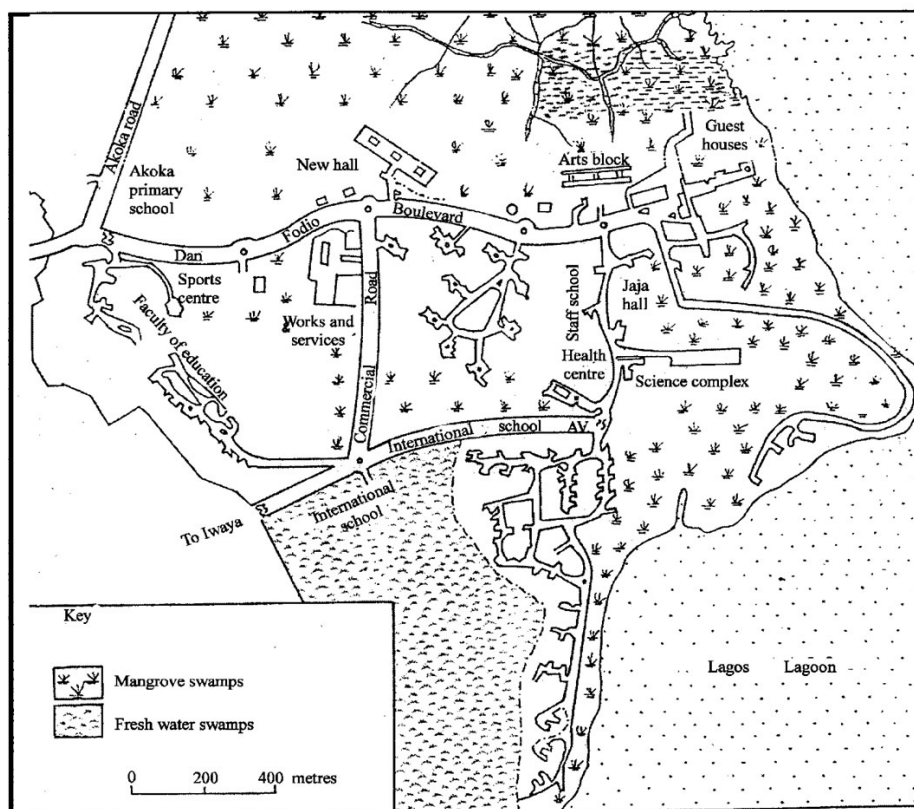 Guest
houses
Akoka road
New hall
Arts block
Akoka
primary
school
Dan Fodio Boulevard
Sports
centre
Works and
services
Commercial Road
Staff school
Jaja
hall
Faculty of education
Health
centre
Science complex
International school AV
International
school
To Iwaya
Key
Mangrove swamps
Fresh water swamps
0 200 400 metres
Lagos Lagoon